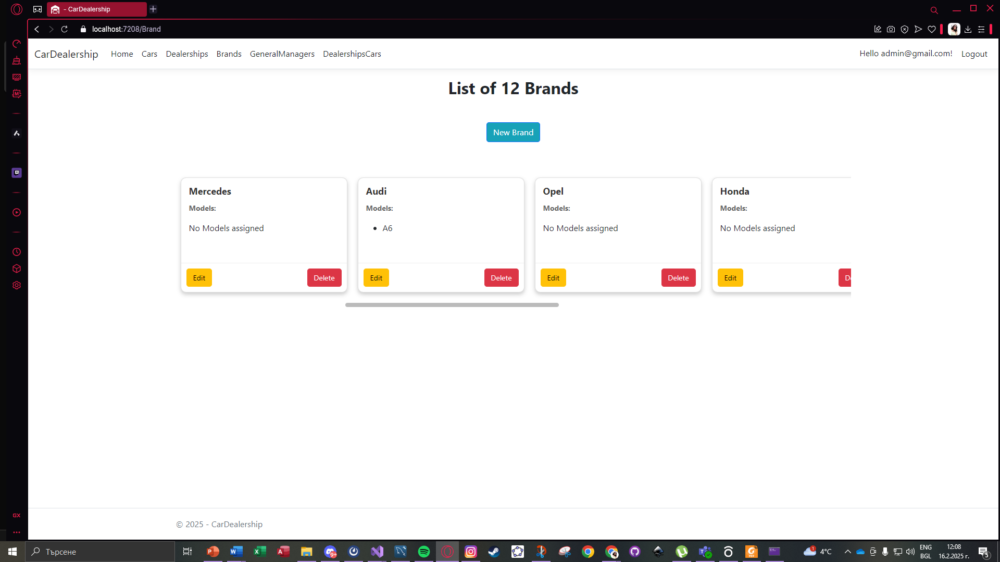 - CarDealership
localhost:7208/Brand
CarDealership Home Cars Dealerships Brands GeneralManagers DealershipsCars Hello admin@gmail.com! Logout
List of 12 Brands
New Brand
Mercedes
Models:
No Models assigned
Edit Delete
Audi
Models:
A6
Edit Delete
Opel
Models:
No Models assigned
Edit Delete
Honda
Models:
No Models assigned
Edit
© 2025 - CarDealership
GX
Търсене
4°C
ENG
BGL
12:08
16.2.2025 г.
5